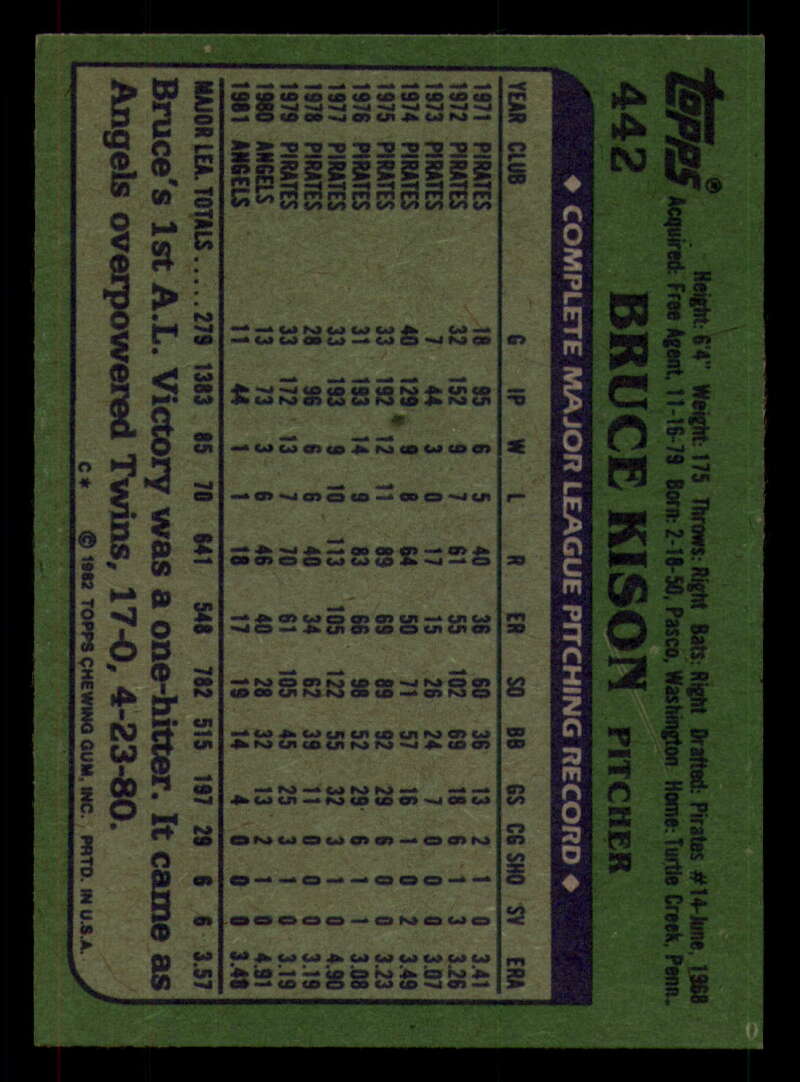 topps®
442 BRUCE KISON PITCHER
Height: 6'4" Weight: 175 Throws: Right Bats: Right Drafted: Pirates #14-June, 1968
Acquired: Free Agent, 11-16-79 Born: 2-18-50, Pasco, Washington Home: Turtle Creek, Penn.
◆ COMPLETE MAJOR LEAGUE PITCHING RECORD ◆
YEAR CLUB G IP W L R ER SO BB GS CG SHO SV ERA
1971 PIRATES 18 95 6 5 40 36 60 36 13 2 1 0 3.41
1972 PIRATES 32 152 9 7 61 55 102 69 18 6 1 3 3.26
1973 PIRATES 7 44 3 0 17 15 26 24 7 0 0 0 3.07
1974 PIRATES 40 129 9 8 64 50 71 57 16 1 0 2 3.49
1975 PIRATES 33 192 12 11 89 69 89 92 29 6 0 0 3.23
1976 PIRATES 31 193 14 9 83 66 98 52 29 6 1 1 3.08
1977 PIRATES 33 193 9 10 113 105 122 55 32 3 1 0 4.90
1978 PIRATES 28 96 6 6 40 34 62 39 11 0 0 0 3.19
1979 PIRATES 33 172 13 7 70 61 105 45 25 3 1 0 3.19
1980 ANGELS 13 73 3 6 46 40 28 32 13 2 1 0 4.91
1981 ANGELS 11 44 1 1 18 17 19 14 4 0 0 0 3.48
MAJOR LEA. TOTALS..... 279 1383 85 70 641 548 782 515 197 29 6 6 3.57
Bruce's 1st A.L. Victory was a one-hitter. It came as
Angels overpowered Twins, 17-0, 4-23-80.
C* © 1982 TOPPS CHEWING GUM, INC. PRTD. IN U.S.A.
0